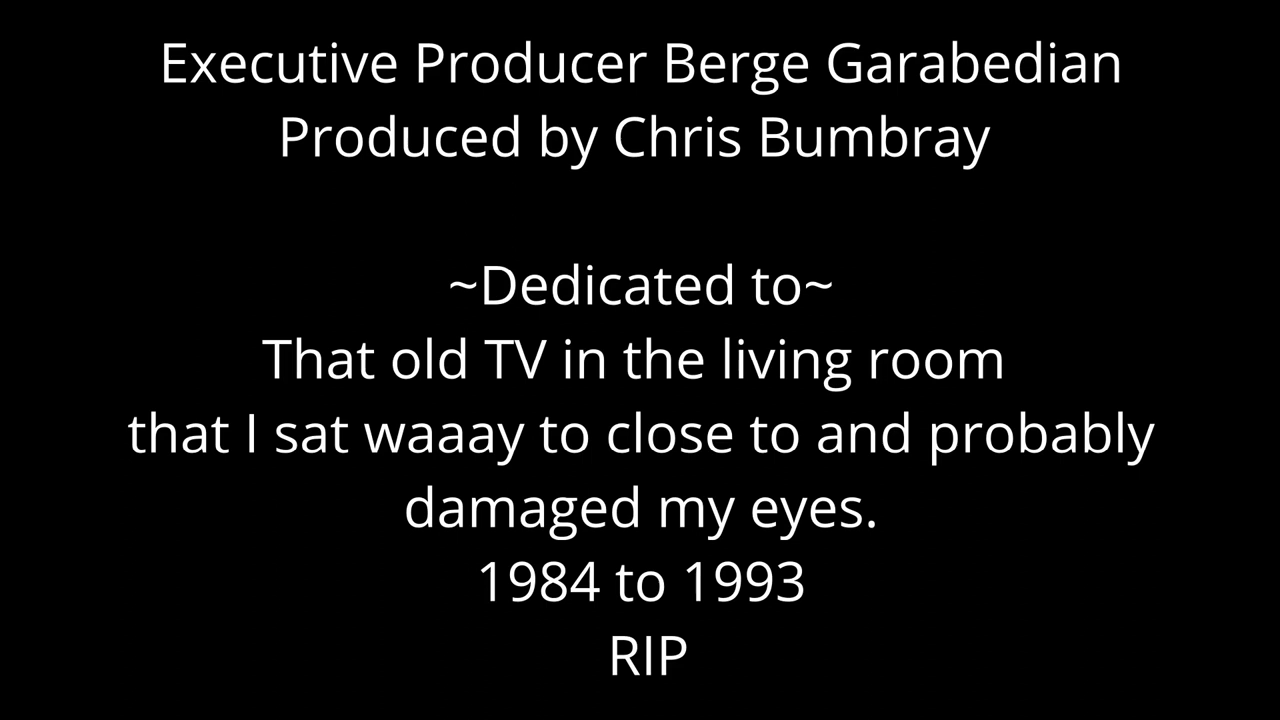 Executive Producer Berge Garabedian
Produced by Chris Bumbray
~Dedicated to~
That old TV in the living room
that I sat waaay to close to and probably
damaged my eyes.
1984 to 1993
RIP